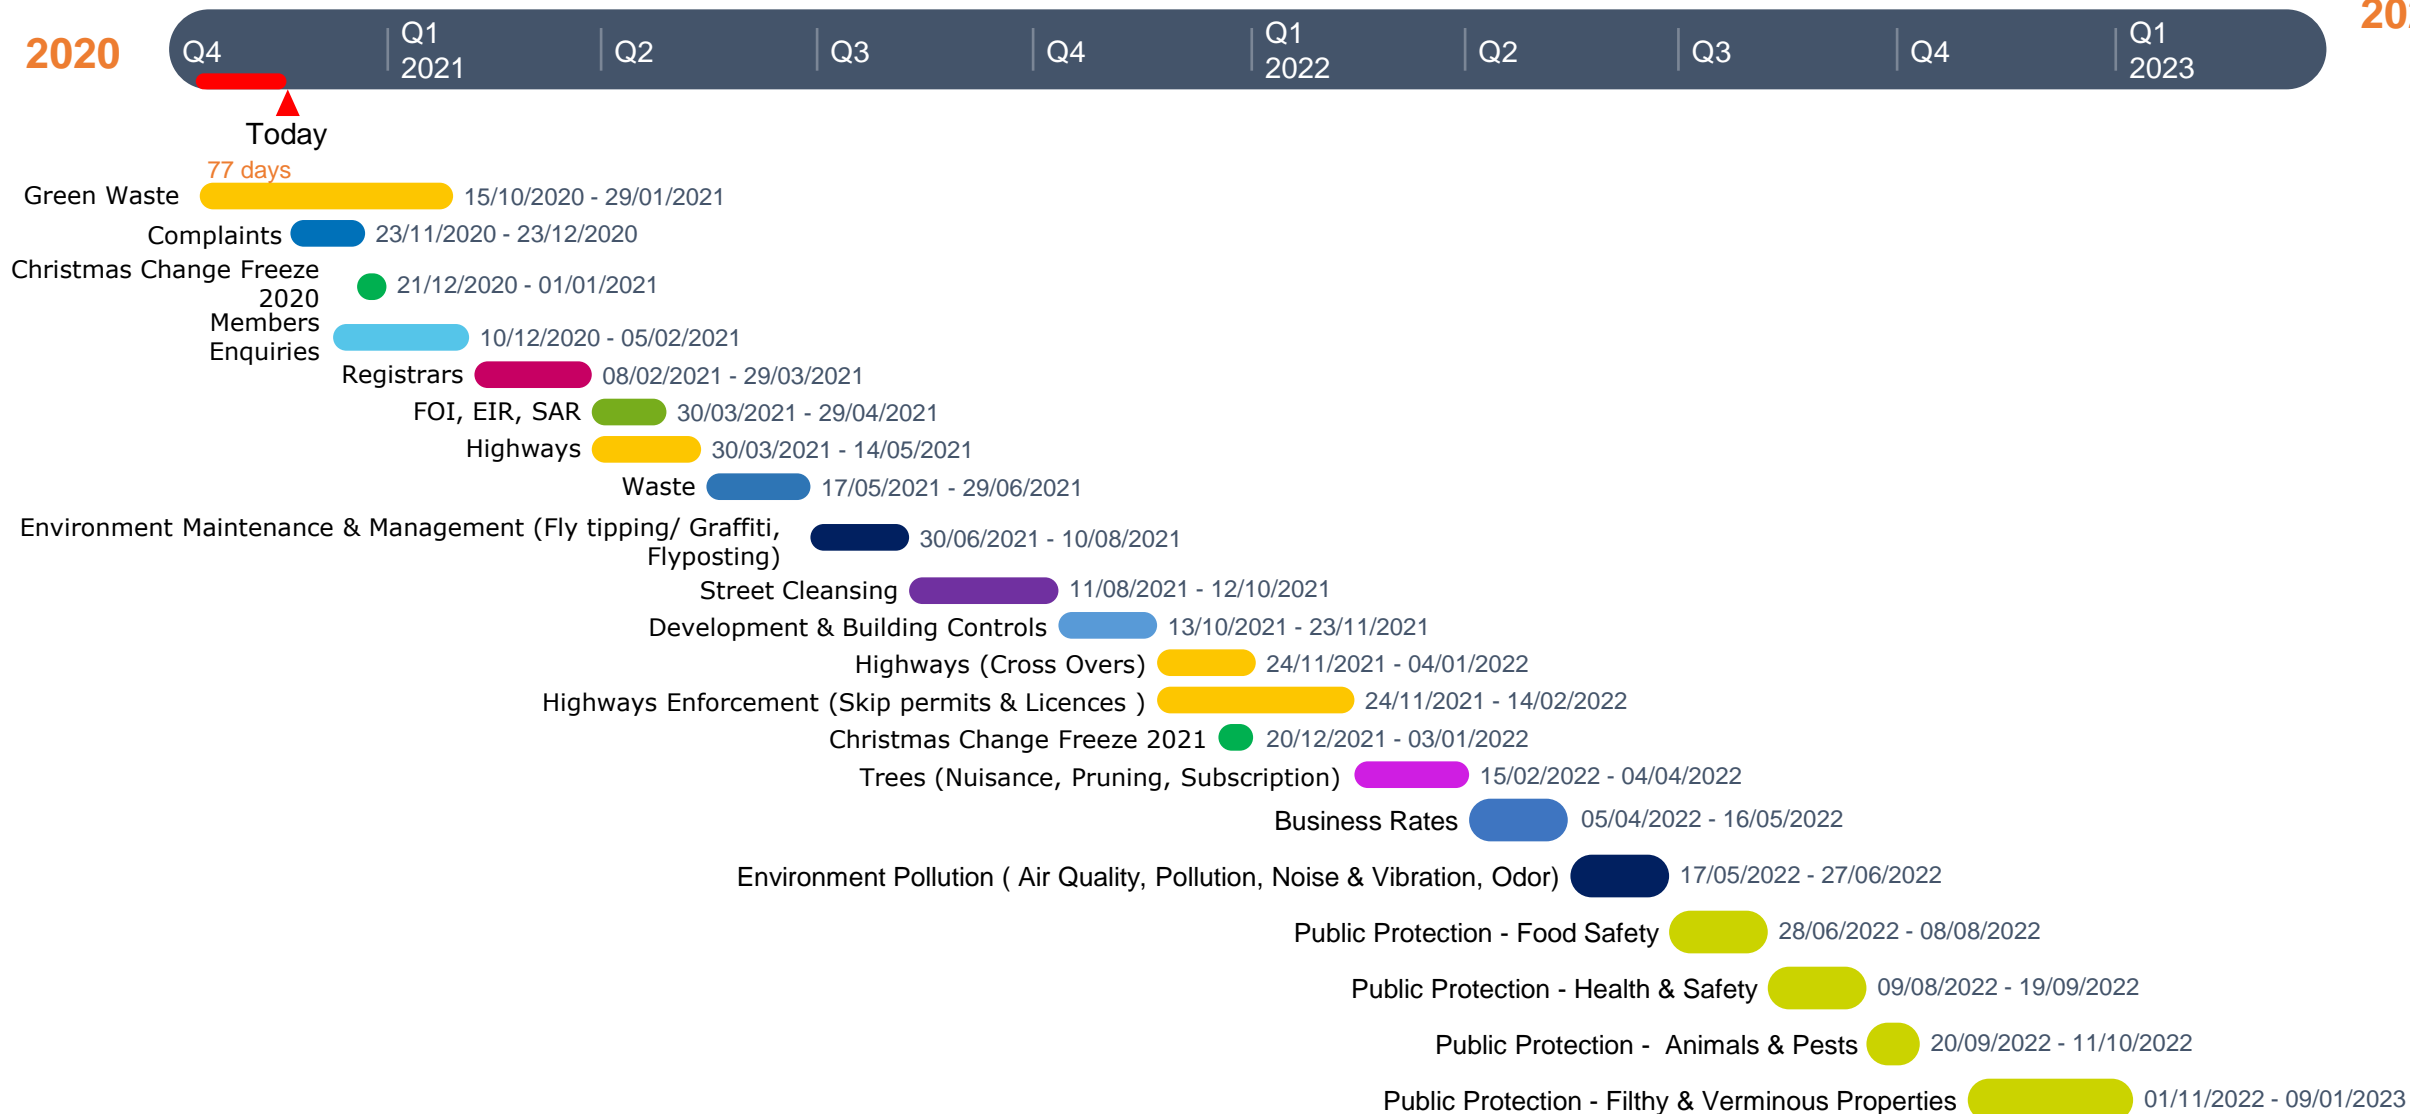 2020
Q4
Q1
2021
Q2
Q3
Q4
Q1
2022
Q2
Q3
Q4
Q1
2023
Today
77 days
Green Waste 15/10/2020 - 29/01/2021
Complaints 23/11/2020 - 23/12/2020
Christmas Change Freeze
2020 21/12/2020 - 01/01/2021
Members
Enquiries 10/12/2020 - 05/02/2021
Registrars 08/02/2021 - 29/03/2021
FOI, EIR, SAR 30/03/2021 - 29/04/2021
Highways 30/03/2021 - 14/05/2021
Waste 17/05/2021 - 29/06/2021
Environment Maintenance & Management (Fly tipping/ Graffiti,
Flyposting) 30/06/2021 - 10/08/2021
Street Cleansing 11/08/2021 - 12/10/2021
Development & Building Controls 13/10/2021 - 23/11/2021
Highways (Cross Overs) 24/11/2021 - 04/01/2022
Highways Enforcement (Skip permits & Licences ) 24/11/2021 - 14/02/2022
Christmas Change Freeze 2021 20/12/2021 - 03/01/2022
Trees (Nuisance, Pruning, Subscription) 15/02/2022 - 04/04/2022
Business Rates 05/04/2022 - 16/05/2022
Environment Pollution ( Air Quality, Pollution, Noise & Vibration, Odor) 17/05/2022 - 27/06/2022
Public Protection - Food Safety 28/06/2022 - 08/08/2022
Public Protection - Health & Safety 09/08/2022 - 19/09/2022
Public Protection - Animals & Pests 20/09/2022 - 11/10/2022
Public Protection - Filthy & Verminous Properties 01/11/2022 - 09/01/2023